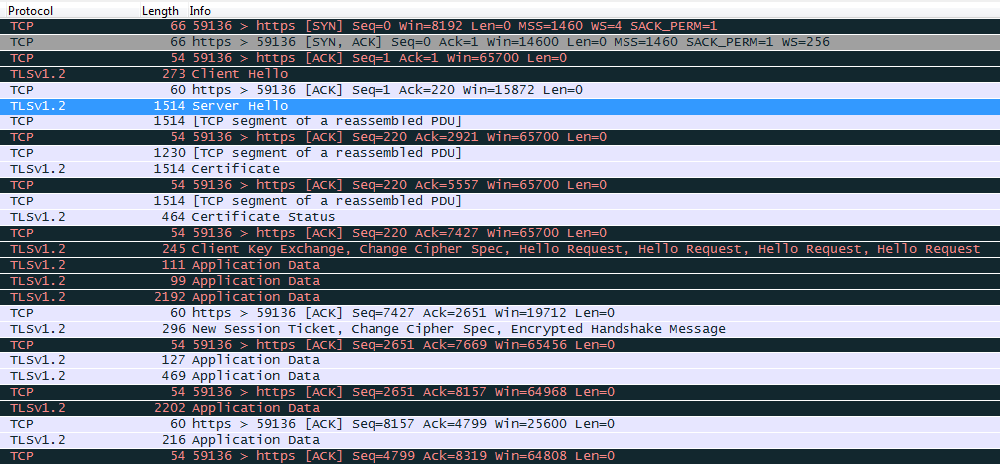 Protocol Length Info
TCP 66 59136 > https [SYN] Seq=0 Win=8192 Len=0 MSS=1460 WS=4 SACK_PERM=1
TCP 66 https > 59136 [SYN, ACK] Seq=0 Ack=1 Win=14600 Len=0 MSS=1460 SACK_PERM=1 WS=256
TCP 54 59136 > https [ACK] Seq=1 Ack=1 Win=65700 Len=0
TLSv1.2 273 Client Hello
TCP 60 https > 59136 [ACK] Seq=1 Ack=220 Win=15872 Len=0
TLSv1.2 1514 Server Hello
TCP 1514 [TCP segment of a reassembled PDU]
TCP 54 59136 > https [ACK] Seq=220 Ack=2921 Win=65700 Len=0
TCP 1230 [TCP segment of a reassembled PDU]
TLSv1.2 1514 Certificate
TCP 54 59136 > https [ACK] Seq=220 Ack=5557 Win=65700 Len=0
TCP 1514 [TCP segment of a reassembled PDU]
TLSv1.2 464 Certificate Status
TCP 54 59136 > https [ACK] Seq=220 Ack=7427 Win=65700 Len=0
TLSv1.2 245 Client Key Exchange, Change Cipher Spec, Hello Request, Hello Request, Hello Request, Hello Request
TLSv1.2 111 Application Data
TLSv1.2 99 Application Data
TLSv1.2 2192 Application Data
TCP 60 https > 59136 [ACK] Seq=7427 Ack=2651 Win=19712 Len=0
TLSv1.2 296 New Session Ticket, Change Cipher Spec, Encrypted Handshake Message
TCP 54 59136 > https [ACK] Seq=2651 Ack=7669 Win=65456 Len=0
TLSv1.2 127 Application Data
TLSv1.2 469 Application Data
TCP 54 59136 > https [ACK] Seq=2651 Ack=8157 Win=64968 Len=0
TLSv1.2 2202 Application Data
TCP 60 https > 59136 [ACK] Seq=8157 Ack=4799 Win=25600 Len=0
TLSv1.2 216 Application Data
TCP 54 59136 > https [ACK] Seq=4799 Ack=8319 Win=64808 Len=0